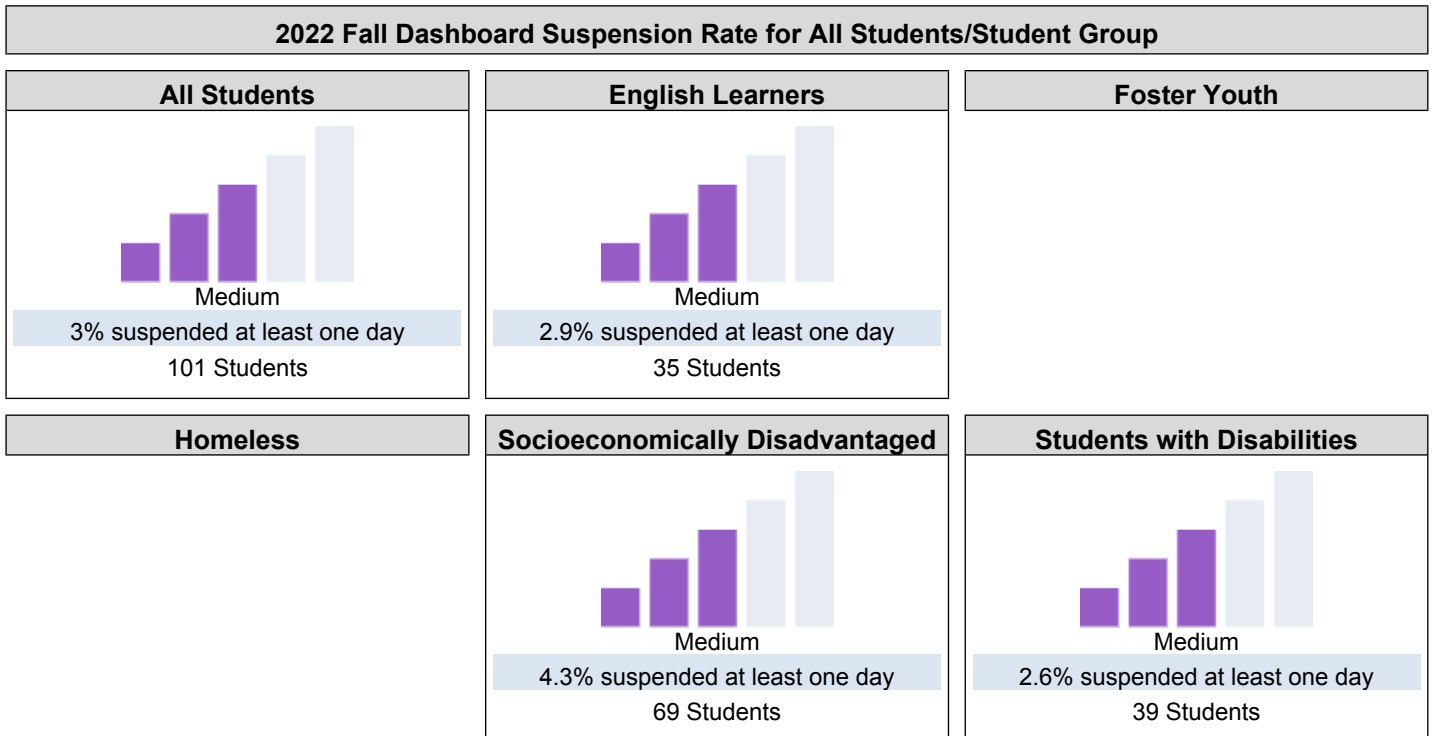 2022 Fall Dashboard Suspension Rate for All Students/Student Group
All Students
Medium
3% suspended at least one day
101 Students
English Learners
Medium
2.9% suspended at least one day
35 Students
Foster Youth
Homeless
Socioeconomically Disadvantaged
Medium
4.3% suspended at least one day
69 Students
Students with Disabilities
Medium
2.6% suspended at least one day
39 Students